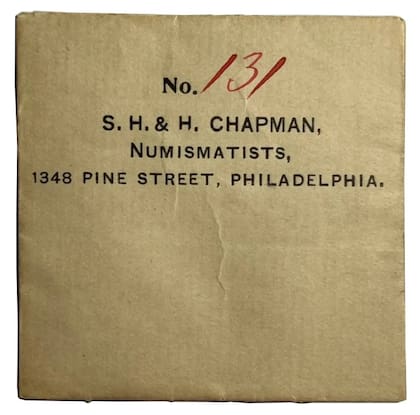 No. 131
S. H. & H. CHAPMAN,
NUMISMATISTS,
1348 PINE STREET, PHILADELPHIA.